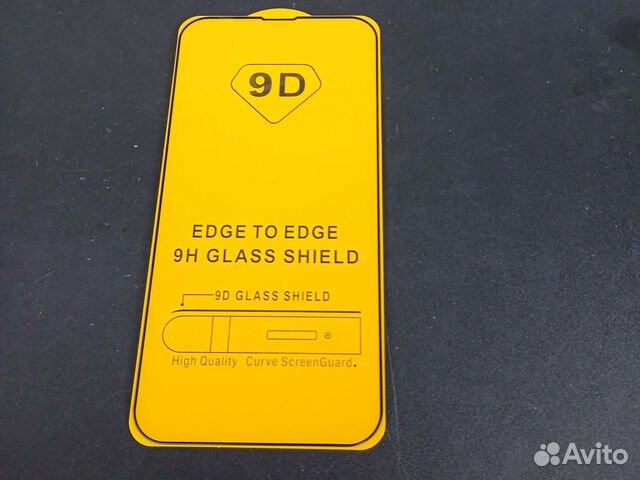 9D
EDGE TO EDGE
9H GLASS SHIELD
9D GLASS SHIELD
High Quality Curve ScreenGuard.
Avito